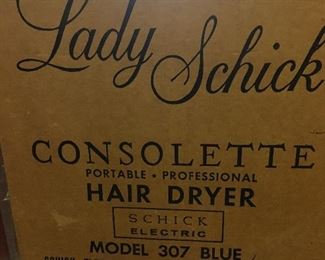 Lady Schick
CONSOLETTE
PORTABLE • PROFESSIONAL
HAIR DRYER
SCHICK
ELECTRIC
MODEL 307 BLUE